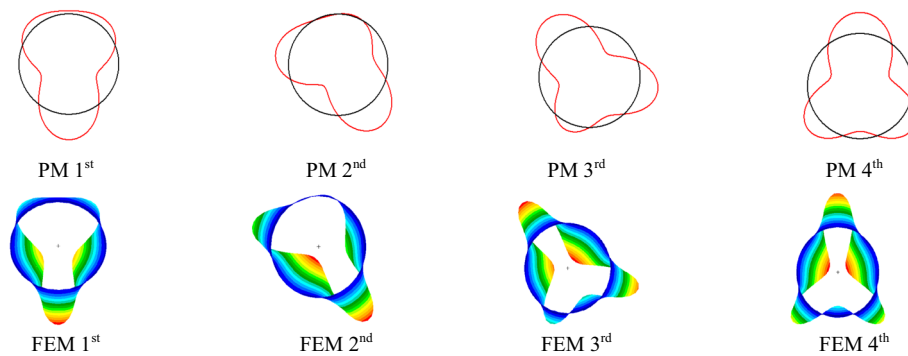 PM 1st PM 2nd PM 3rd PM 4th
FEM 1st FEM 2nd FEM 3rd FEM 4th